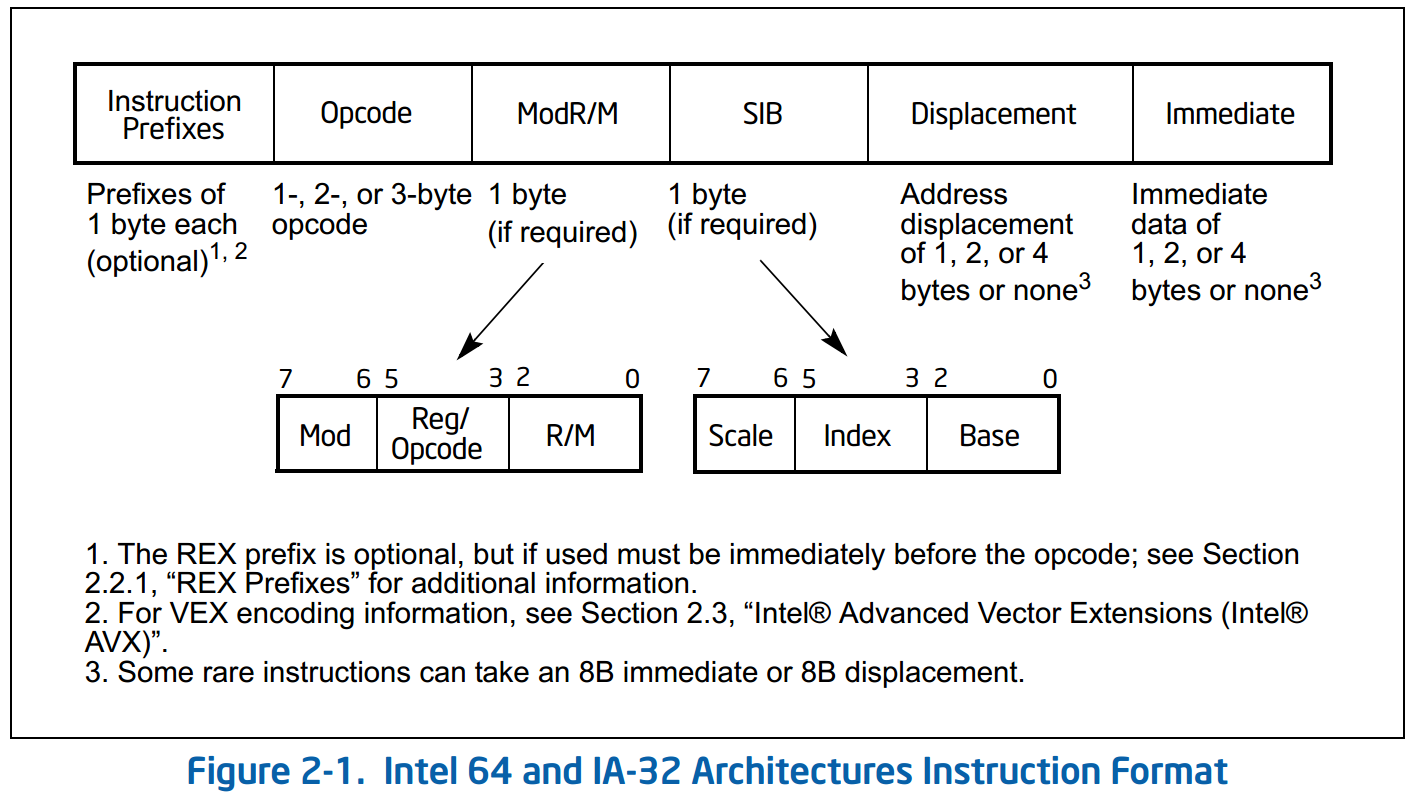 Instruction
Prefixes
Opcode
ModR/M
SIB
Displacement
Immediate
Prefixes of
1 byte each
(optional)1, 2
1-, 2-, or 3-byte
opcode
1 byte
(if required)
1 byte
(if required)
Address
displacement
of 1, 2, or 4
bytes or none3
Immediate
data of
1, 2, or 4
bytes or none3
7 6 5 3 2 0
Mod
Reg/
Opcode
R/M
7 6 5 3 2 0
Scale
Index
Base
1. The REX prefix is optional, but if used must be immediately before the opcode; see Section
2.2.1, “REX Prefixes” for additional information.
2. For VEX encoding information, see Section 2.3, “Intel® Advanced Vector Extensions (Intel®
AVX)”.
3. Some rare instructions can take an 8B immediate or 8B displacement.
Figure 2-1. Intel 64 and IA-32 Architectures Instruction Format